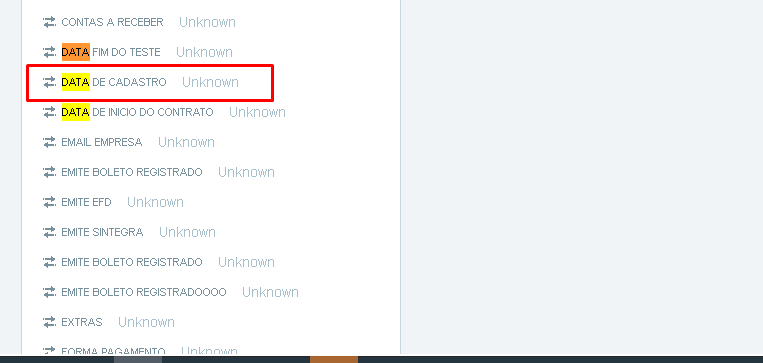 CONTAS A RECEBER Unknown
DATA FIM DO TESTE Unknown
DATA DE CADASTRO Unknown
DATA DE INICIO DO CONTRATO Unknown
EMAIL EMPRESA Unknown
EMITE BOLETO REGISTRADO Unknown
EMITE EFD Unknown
EMITE SINTEGRA Unknown
EMITE BOLETO REGISTRADO Unknown
EMITE BOLETO REGISTRADOOOO Unknown
EXTRAS Unknown
FORMA PAGAMENTO Unknown